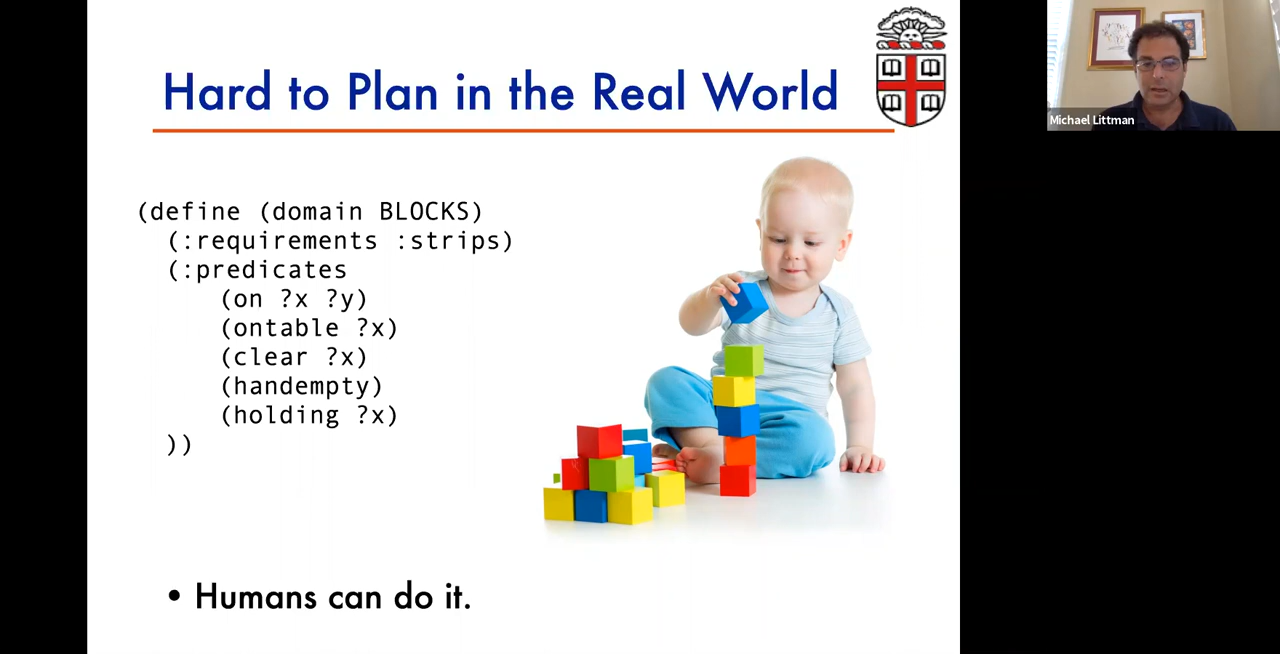 Hard to Plan in the Real World
Michael Littman
(define (domain BLOCKS)
(:requirements :strips)
(:predicates
(on ?x ?y)
(ontable ?x)
(clear ?x)
(handempty)
(holding ?x)
))
• Humans can do it.